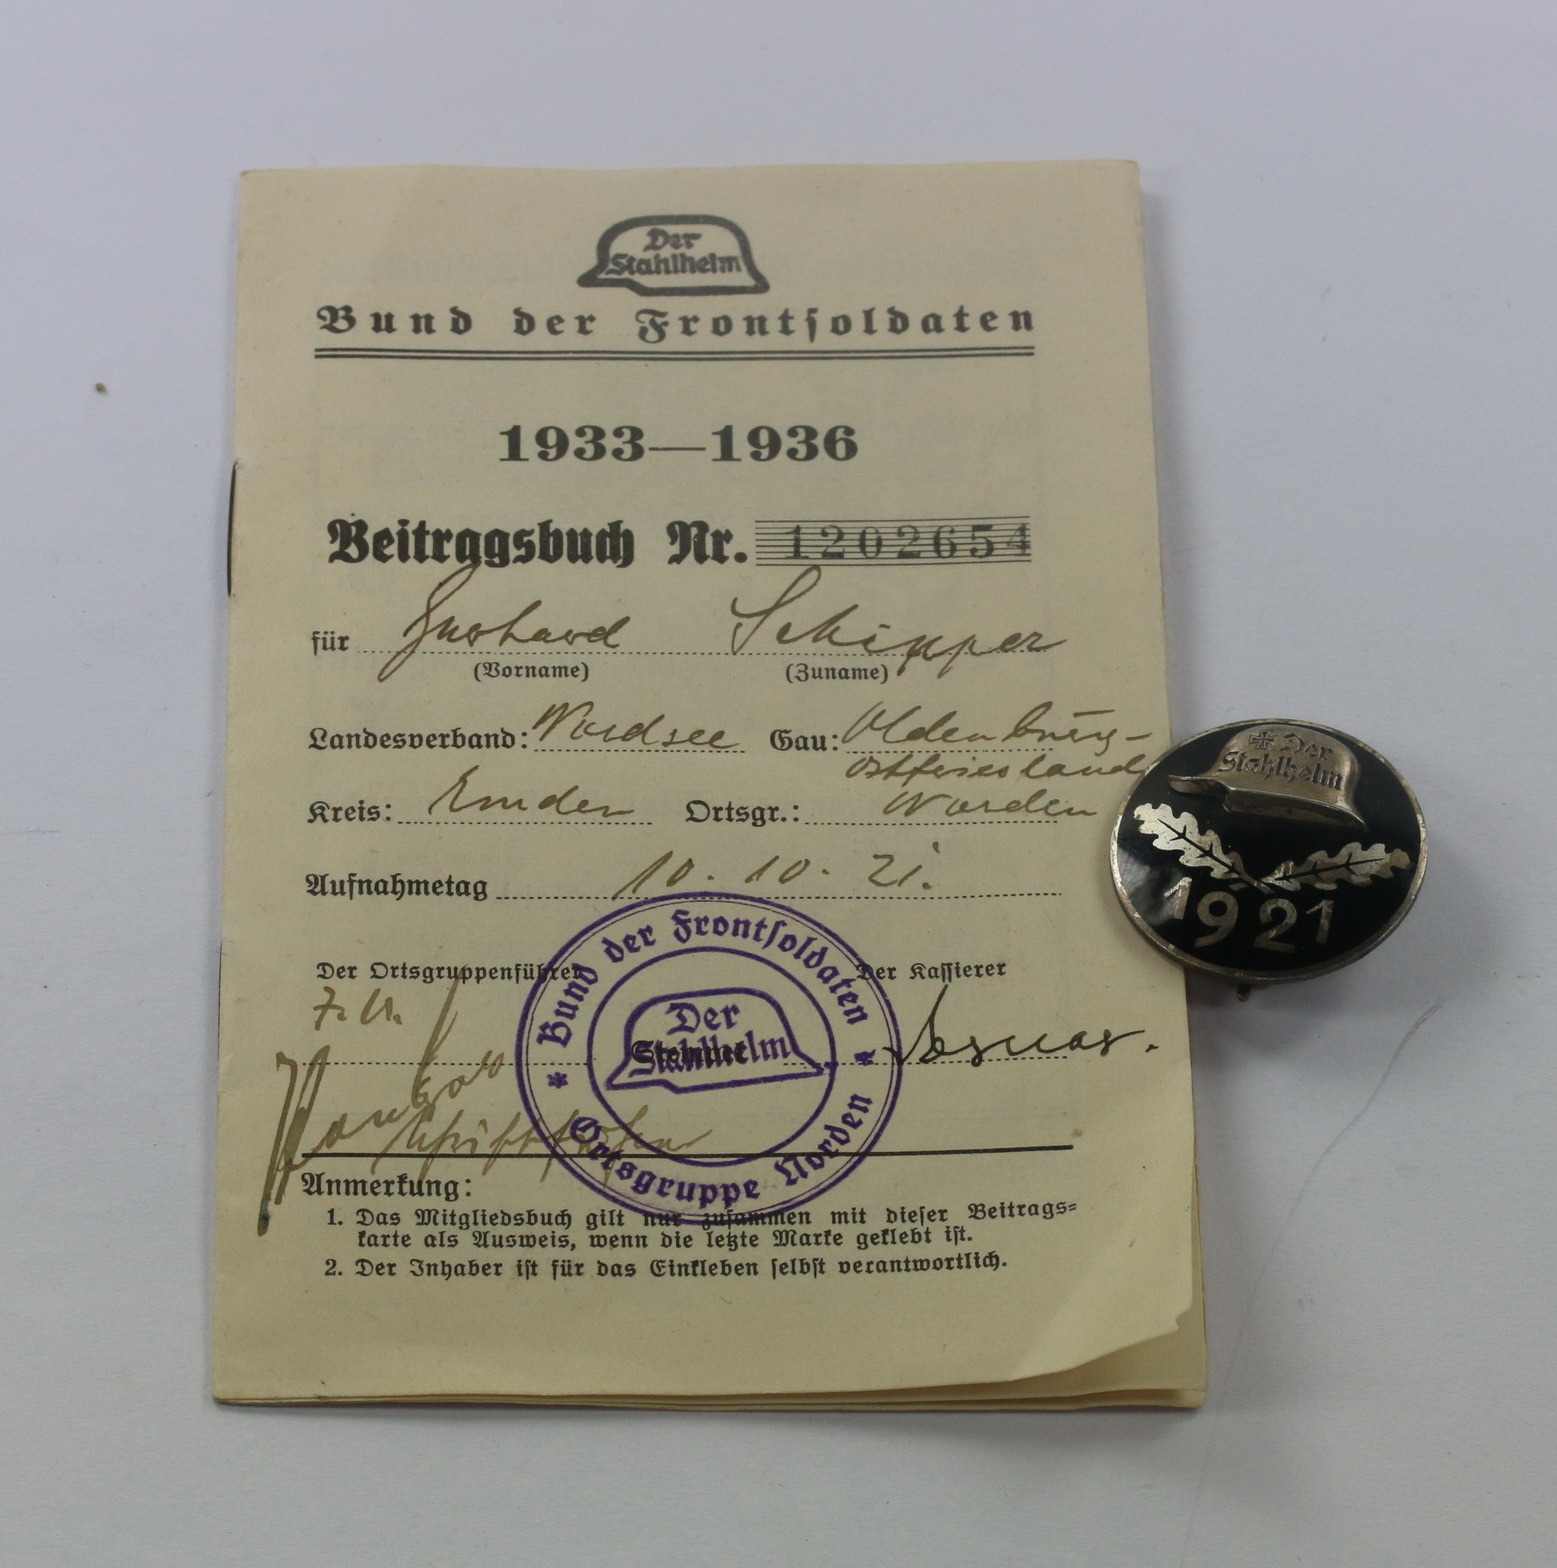 Der
Stahlhelm
Bund der Frontsoldaten
1933—1936
Beitragsbuch Nr. 1202654
für Gerhard Schipper
(Vorname) (Zuname)
Landesverband: Nordsee Gau: Oldenburg-
Ostfriesland
Kreis: Emden Ortsgr.: Norden
Aufnahmetag 10. 10. 21.
Der Ortsgruppenführer Der Kassierer
Bund der Frontsoldaten
Der
Stahlhelm
Ortsgruppe Norden
Anmerkung:
1. Das Mitgliedsbuch gilt nur zusammen mit dieser Beitrags-
karte als Ausweis, wenn die letzte Marke geklebt ist.
2. Der Inhaber ist für das Einkleben selbst verantwortlich.
Der
Stahlhelm
1921